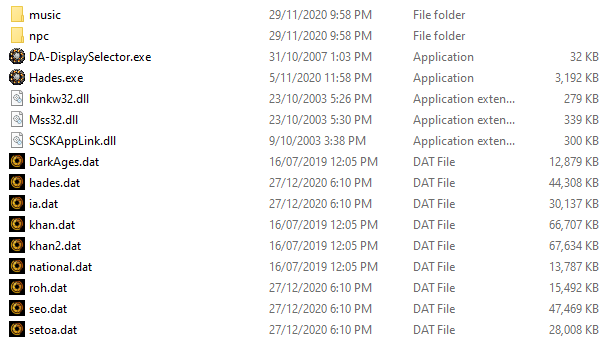 music 29/11/2020 9:58 PM File folder
npc 29/11/2020 9:58 PM File folder
DA-DisplaySelector.exe 31/10/2007 1:03 PM Application 32 KB
Hades.exe 5/11/2020 11:58 PM Application 3,192 KB
binkw32.dll 23/10/2003 5:26 PM Application exten... 279 KB
Mss32.dll 23/10/2003 5:30 PM Application exten... 339 KB
SCSKAppLink.dll 9/10/2003 3:38 PM Application exten... 300 KB
DarkAges.dat 16/07/2019 12:05 PM DAT File 12,879 KB
hades.dat 27/12/2020 6:10 PM DAT File 44,308 KB
ia.dat 27/12/2020 6:10 PM DAT File 30,137 KB
khan.dat 16/07/2019 12:05 PM DAT File 66,707 KB
khan2.dat 16/07/2019 12:05 PM DAT File 67,634 KB
national.dat 16/07/2019 12:05 PM DAT File 13,787 KB
roh.dat 27/12/2020 6:10 PM DAT File 15,492 KB
seo.dat 27/12/2020 6:10 PM DAT File 47,469 KB
setoa.dat 27/12/2020 6:10 PM DAT File 28,008 KB